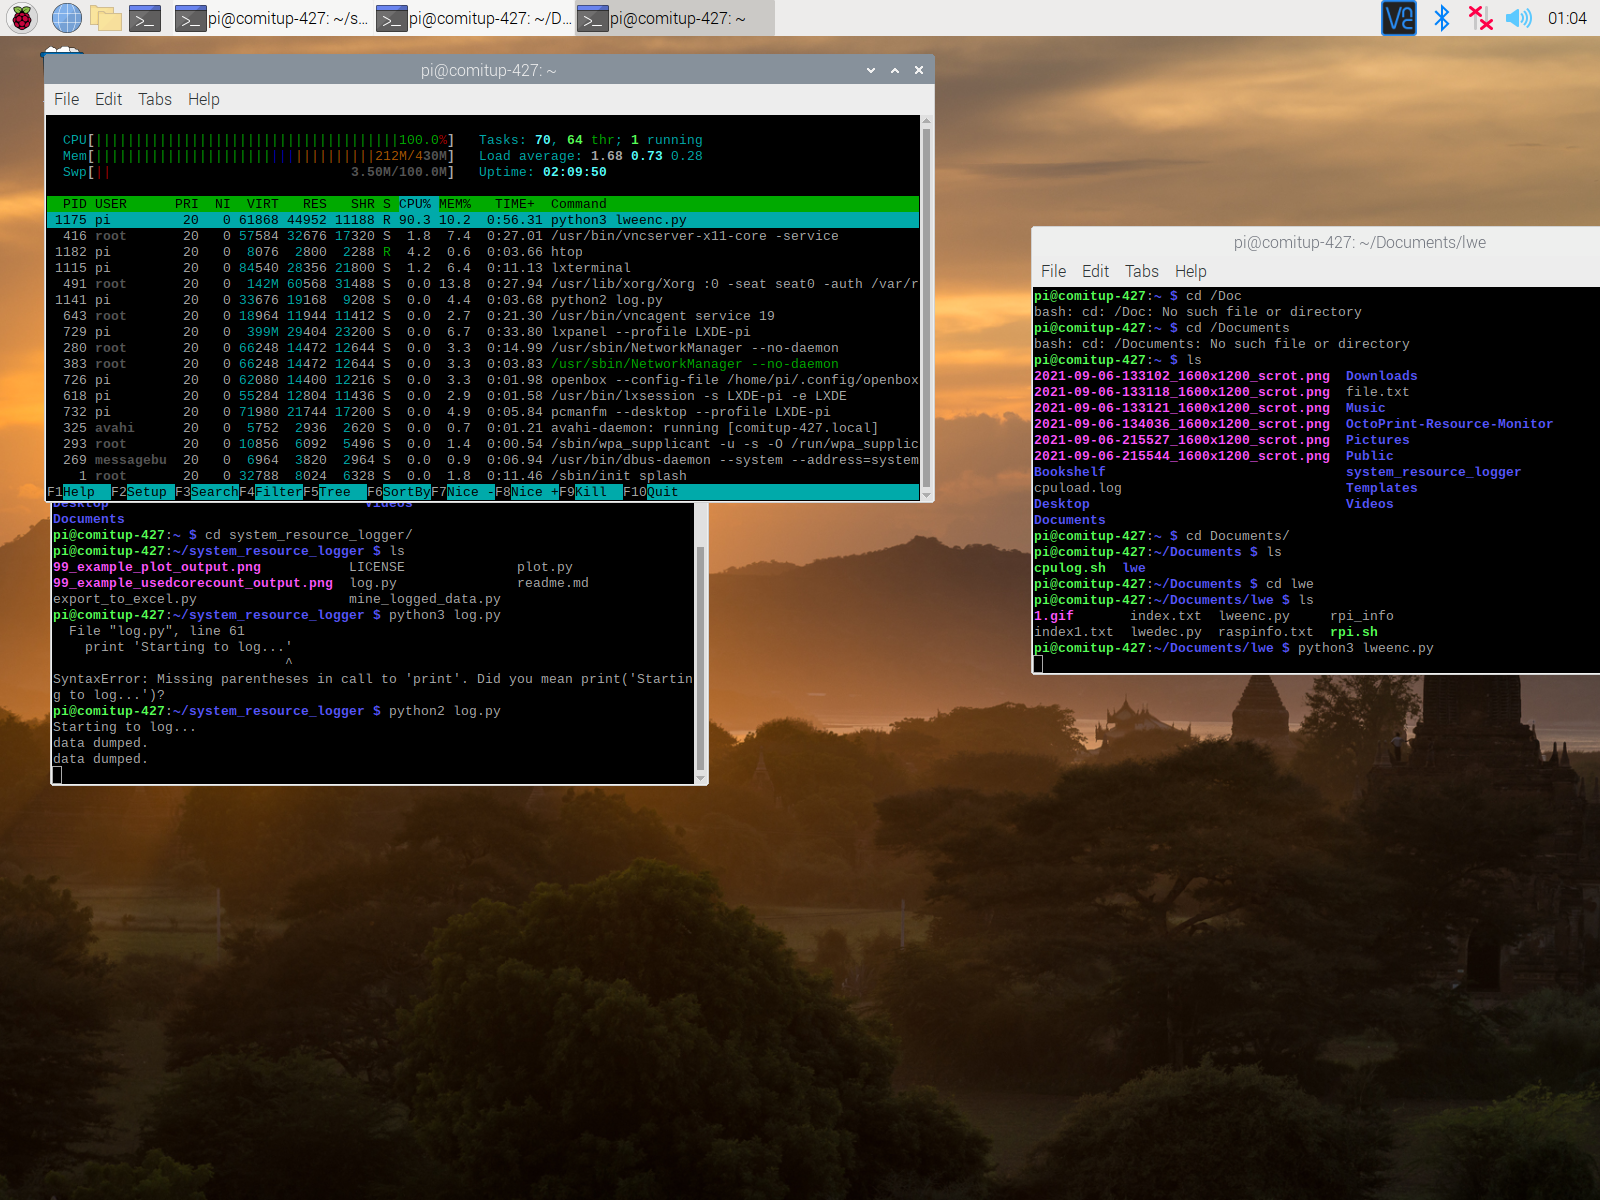 pi@comitup-427: ~/s...
pi@comitup-427: ~/D...
pi@comitup-427: ~
01:04
pi@comitup-427: ~
File Edit Tabs Help
CPU[100.0%] Tasks: 70, 64 thr; 1 running
Mem[212M/430M] Load average: 1.68 0.73 0.28
Swp[3.50M/100.0M] Uptime: 02:09:50
PID USER PRI NI VIRT RES SHR S CPU% MEM% TIME+ Command
1175 pi 20 0 61868 44952 11188 R 90.3 10.2 0:56.31 python3 lweenc.py
416 root 20 0 57584 32676 17320 S 1.8 7.4 0:27.01 /usr/bin/vncserver-x11-core -service
1182 pi 20 0 8076 2800 2288 R 4.2 0.6 0:03.66 htop
1115 pi 20 0 84540 28356 21800 S 1.2 6.4 0:11.13 lxterminal
491 root 20 0 142M 60568 31488 S 0.0 13.8 0:27.94 /usr/lib/xorg/Xorg :0 -seat seat0 -auth /var/r
1141 pi 20 0 33676 19168 9208 S 0.0 4.4 0:03.68 python2 log.py
643 root 20 0 18964 11944 11412 S 0.0 2.7 0:21.30 /usr/bin/vncagent service 19
729 pi 20 0 399M 29404 23200 S 0.0 6.7 0:33.80 lxpanel --profile LXDE-pi
280 root 20 0 66248 14472 12644 S 0.0 3.3 0:14.99 /usr/sbin/NetworkManager --no-daemon
383 root 20 0 66248 14472 12644 S 0.0 3.3 0:03.83 /usr/sbin/NetworkManager --no-daemon
726 pi 20 0 62080 14400 12216 S 0.0 3.3 0:01.98 openbox --config-file /home/pi/.config/openbox
618 pi 20 0 55284 12804 11436 S 0.0 2.9 0:01.58 /usr/bin/lxsession -s LXDE-pi -e LXDE
732 pi 20 0 71980 21744 17200 S 0.0 4.9 0:05.84 pcmanfm --desktop --profile LXDE-pi
325 avahi 20 0 5752 2936 2620 S 0.0 0.7 0:01.21 avahi-daemon: running [comitup-427.local]
293 root 20 0 10856 6092 5496 S 0.0 1.4 0:00.54 /sbin/wpa_supplicant -u -s -O /run/wpa_supplic
269 messagebu 20 0 6964 3820 2964 S 0.0 0.9 0:06.94 /usr/bin/dbus-daemon --system --address=system
1 root 20 0 32788 8024 6328 S 0.0 1.8 0:11.46 /sbin/init splash
F1Help F2Setup F3SearchF4FilterF5Tree F6SortByF7Nice -F8Nice +F9Kill F10Quit
Desktop Videos
Documents
pi@comitup-427:~ $ cd system_resource_logger/
pi@comitup-427:~/system_resource_logger $ ls
99_example_plot_output.png LICENSE plot.py
99_example_usedcorecount_output.png log.py readme.md
export_to_excel.py mine_logged_data.py
pi@comitup-427:~/system_resource_logger $ python3 log.py
File "log.py", line 61
print 'Starting to log...'
^
SyntaxError: Missing parentheses in call to 'print'. Did you mean print('Startin
g to log...')?
pi@comitup-427:~/system_resource_logger $ python2 log.py
Starting to log...
data dumped.
data dumped.
pi@comitup-427: ~/Documents/lwe
File Edit Tabs Help
pi@comitup-427:~ $ cd /Doc
bash: cd: /Doc: No such file or directory
pi@comitup-427:~ $ cd /Documents
bash: cd: /Documents: No such file or directory
pi@comitup-427:~ $ ls
2021-09-06-133102_1600x1200_scrot.png Downloads
2021-09-06-133118_1600x1200_scrot.png file.txt
2021-09-06-133121_1600x1200_scrot.png Music
2021-09-06-134036_1600x1200_scrot.png OctoPrint-Resource-Monitor
2021-09-06-215527_1600x1200_scrot.png Pictures
2021-09-06-215544_1600x1200_scrot.png Public
Bookshelf system_resource_logger
cpuload.log Templates
Desktop Videos
Documents
pi@comitup-427:~ $ cd Documents/
pi@comitup-427:~/Documents $ ls
cpulog.sh lwe
pi@comitup-427:~/Documents $ cd lwe
pi@comitup-427:~/Documents/lwe $ ls
1.gif index.txt lweenc.py rpi_info
index1.txt lwedec.py raspinfo.txt rpi.sh
pi@comitup-427:~/Documents/lwe $ python3 lweenc.py